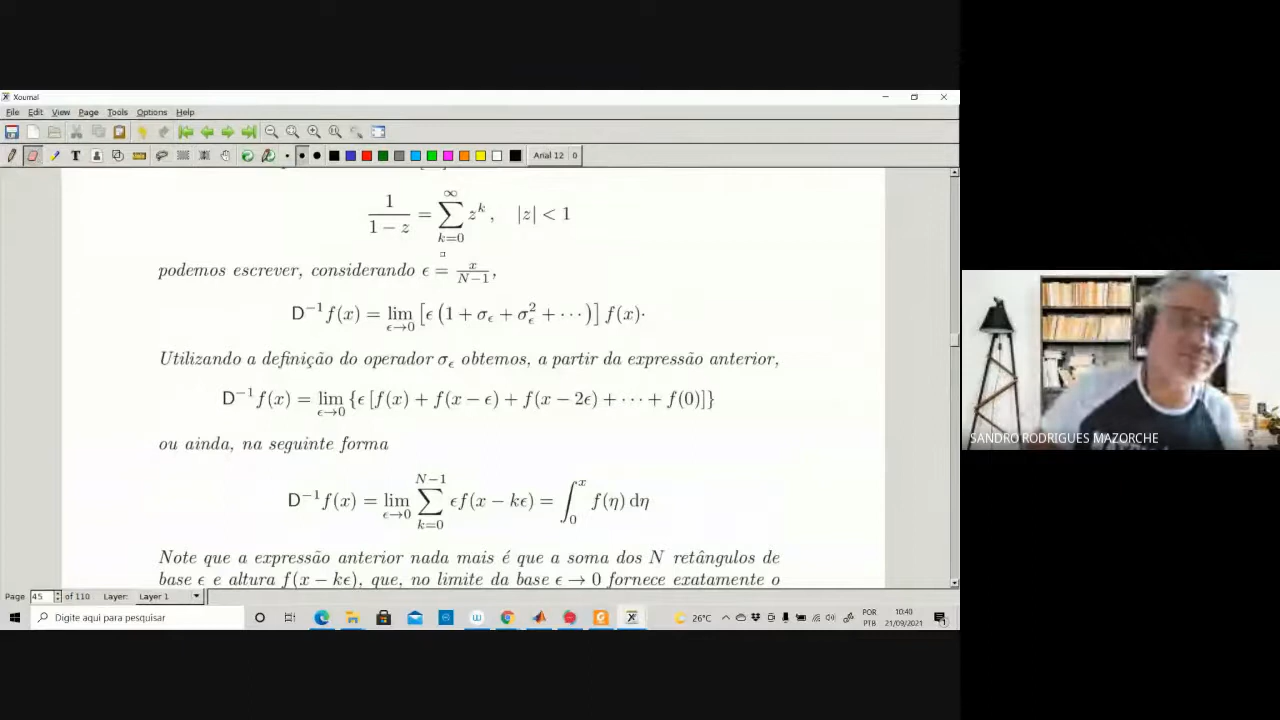 Xournal
File Edit View Page Tools Options Help
Arial 12 0
1/(1 − z) = ∑_{k=0}^{∞} z^k , |z| < 1
podemos escrever, considerando ϵ = x/(N−1),
D^{−1}f(x) = lim_{ϵ→0} [ϵ (1 + σ_ϵ + σ_ϵ^2 + ···)] f(x)·
Utilizando a definição do operador σ_ϵ obtemos, a partir da expressão anterior,
D^{−1}f(x) = lim_{ϵ→0} {ϵ [f(x) + f(x − ϵ) + f(x − 2ϵ) + ··· + f(0)]}
ou ainda, na seguinte forma
D^{−1}f(x) = lim_{ϵ→0} ∑_{k=0}^{N−1} ϵf(x − kϵ) = ∫_0^x f(η) dη
Note que a expressão anterior nada mais é que a soma dos N retângulos de
base ϵ e altura f(x − kϵ), que, no limite da base ϵ → 0 fornece exatamente o
Page 45 of 110 Layer: Layer 1
Digite aqui para pesquisar
26°C
POR
PTB
10:40
21/09/2021
SANDRO RODRIGUES MAZORCHE